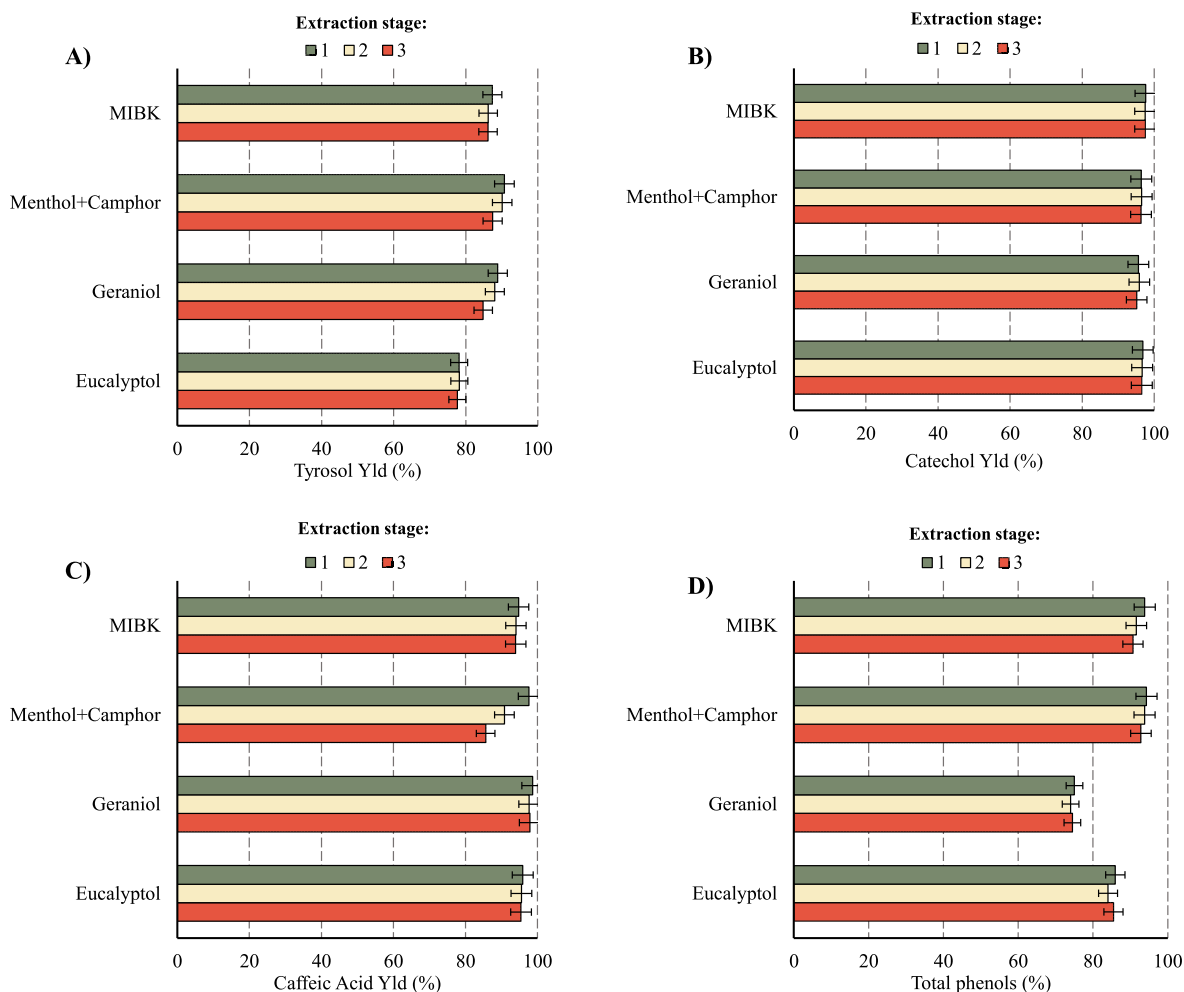 Extraction stage:
1 2 3
A)
MIBK
Menthol+Camphor
Geraniol
Eucalyptol
0 20 40 60 80 100
Tyrosol Yld (%)
Extraction stage:
1 2 3
B)
MIBK
Menthol+Camphor
Geraniol
Eucalyptol
0 20 40 60 80 100
Catechol Yld (%)
Extraction stage:
1 2 3
C)
MIBK
Menthol+Camphor
Geraniol
Eucalyptol
0 20 40 60 80 100
Caffeic Acid Yld (%)
Extraction stage:
1 2 3
D)
MIBK
Menthol+Camphor
Geraniol
Eucalyptol
0 20 40 60 80 100
Total phenols (%)